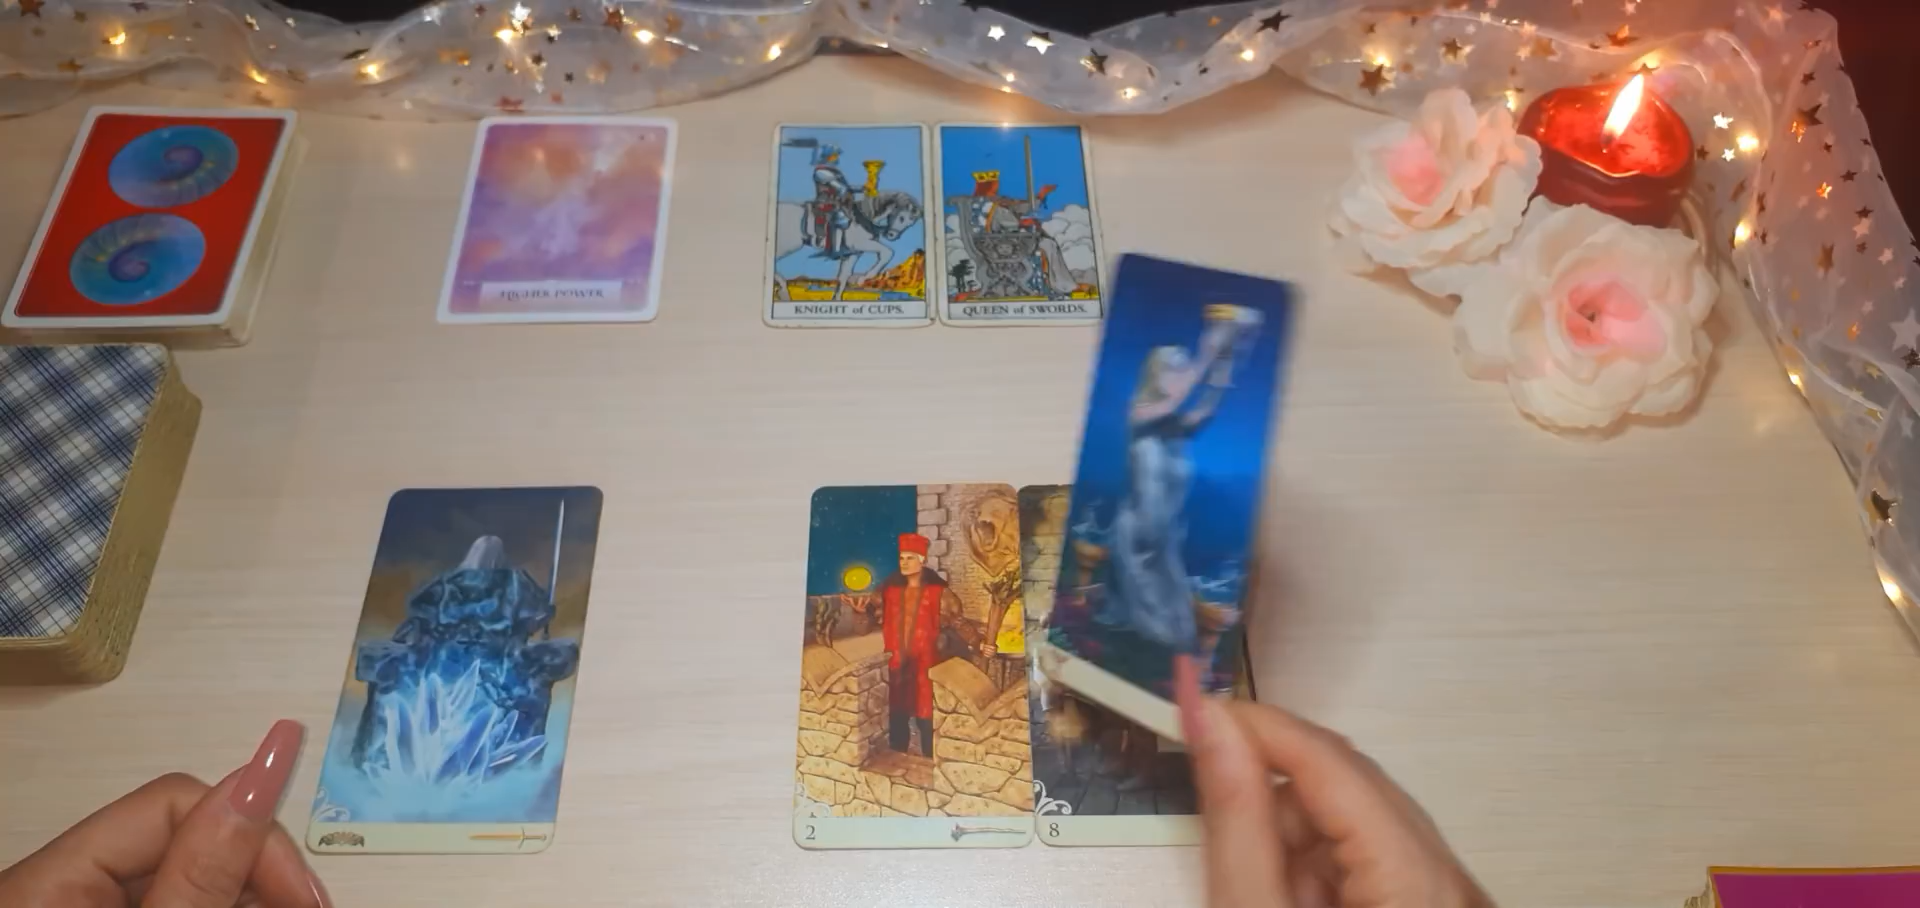 HIGHER POWER
KNIGHT of CUPS.
QUEEN of SWORDS.
2
8